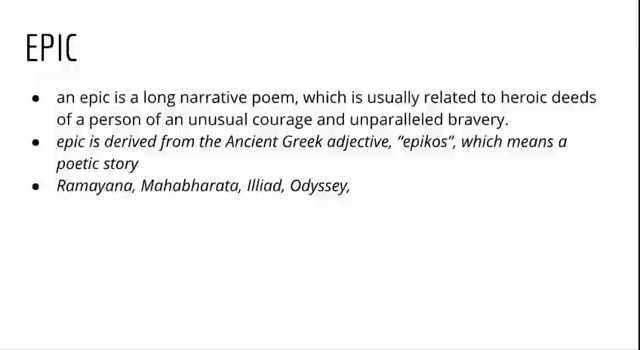 EPIC
● an epic is a long narrative poem, which is usually related to heroic deeds
of a person of an unusual courage and unparalleled bravery.
● epic is derived from the Ancient Greek adjective, “epikos”, which means a
poetic story
● Ramayana, Mahabharata, Illiad, Odyssey,